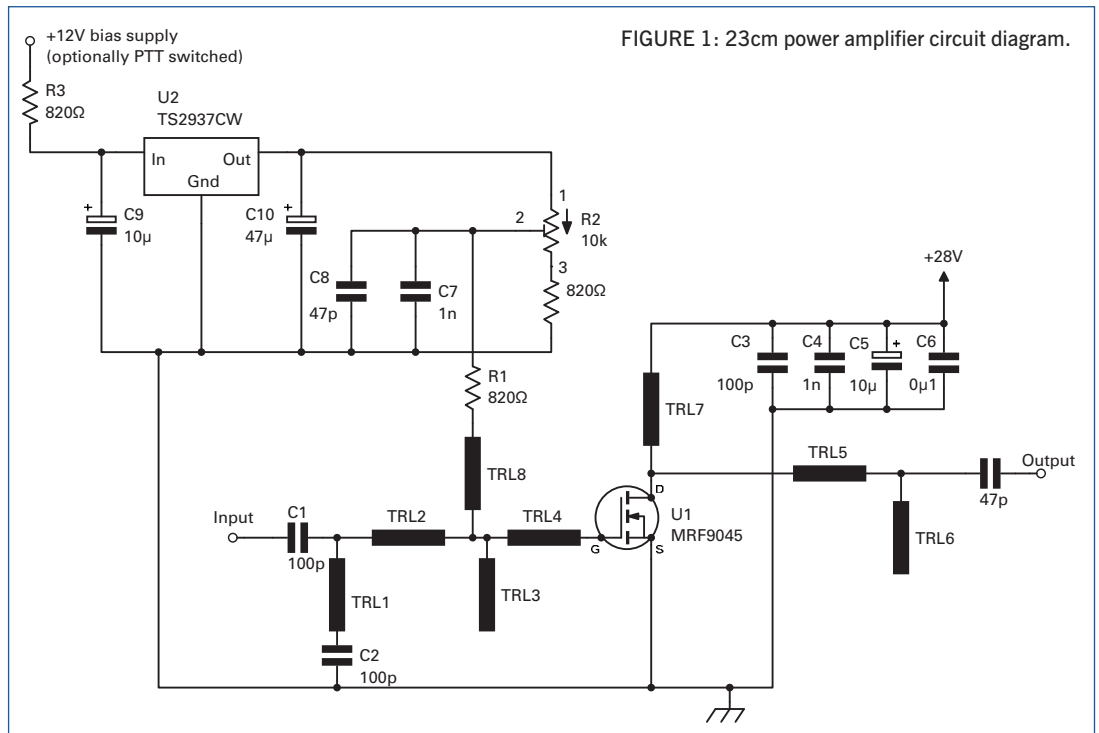 FIGURE 1: 23cm power amplifier circuit diagram.
+12V bias supply
(optionally PTT switched)
R3
820Ω
U2
TS2937CW
In
Out
Gnd
+
C9
10µ
+
C10
47µ
C8
47p
C7
1n
1
2
R2
10k
3
820Ω
R1
820Ω
+28V
C3
100p
C4
1n
C5
+
10µ
C6
0µ1
TRL7
TRL8
TRL5
Output
47p
TRL6
Input
C1
100p
TRL2
TRL4
TRL1
TRL3
C2
100p
D
G
S
U1
MRF9045